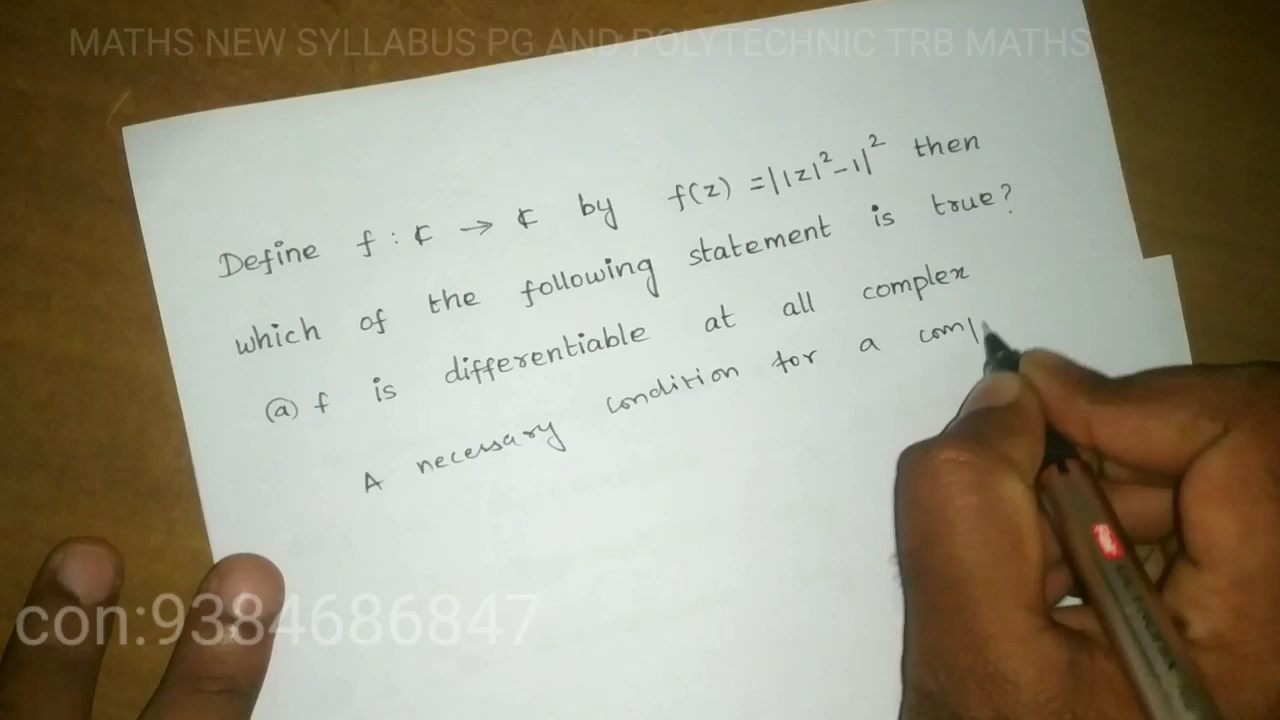 MATHS NEW SYLLABUS PG AND POLYTECHNIC TRB MATHS
Define f : ℂ → ℂ by f(z) = ||z|²-1|² then
which of the following statement is true?
(a) f is differentiable at all complex
A necessary condition for a compl
con:9384686847